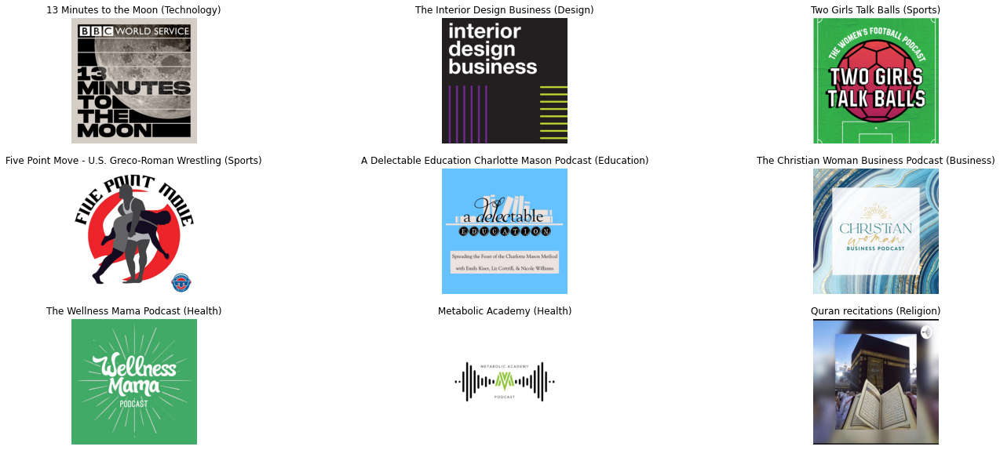 13 Minutes to the Moon (Technology)
BBC WORLD SERVICE
13
MINUTES
TO
THE
MOON
The Interior Design Business (Design)
interior
design
business
Two Girls Talk Balls (Sports)
THE WOMEN'S FOOTBALL PODCAST
TWO GIRLS
TALK BALLS
Five Point Move - U.S. Greco-Roman Wrestling (Sports)
FIVE POINT MOVE
A Delectable Education Charlotte Mason Podcast (Education)
a delectable
EDUCATION
Spreading the Feast of the Charlotte Mason Method
with Emily Kiser, Liz Cottrill, & Nicole Williams
The Christian Woman Business Podcast (Business)
CHRISTIAN
woman
BUSINESS PODCAST
The Wellness Mama Podcast (Health)
Wellness
Mama
PODCAST
Metabolic Academy (Health)
METABOLIC ACADEMY
PODCAST
Quran recitations (Religion)